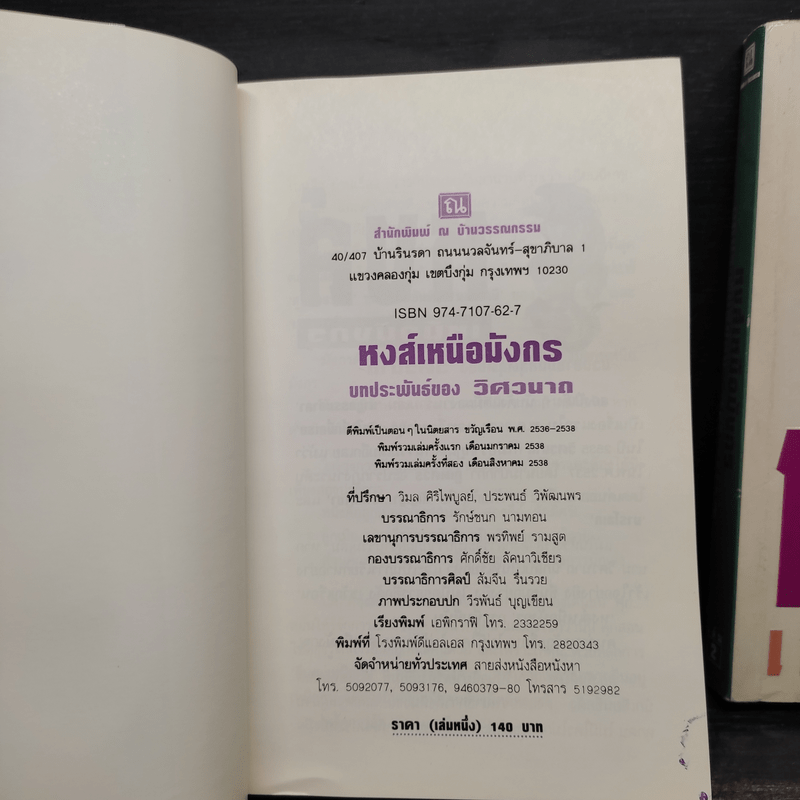 ณ
สำนักพิมพ์ ณ บ้านวรรณกรรม
40/407 บ้านรินรดา ถนนนวลจันทร์-สุขาภิบาล 1
แขวงคลองกุ่ม เขตบึงกุ่ม กรุงเทพฯ 10230
ISBN 974-7107-62-7
หงส์เหนือมังกร
บทประพันธ์ของ วิศวนาถ
ตีพิมพ์เป็นตอนๆ ในนิตยสาร ขวัญเรือน พ.ศ. 2536-2538
พิมพ์รวมเล่มครั้งแรก เดือนมกราคม 2538
พิมพ์รวมเล่มครั้งที่สอง เดือนสิงหาคม 2538
ที่ปรึกษา วิมล ศิริไพบูลย์, ประพนธ์ วิพัฒนพร
บรรณาธิการ รักษ์ชนก นามทอน
เลขานุการบรรณาธิการ พรทิพย์ รามสูต
กองบรรณาธิการ ศักดิ์ชัย ลัคนาวิเชียร
บรรณาธิการศิลป์ ส้มจีน รื่นรวย
ภาพประกอบปก วีรพันธ์ บุญเขียน
เรียงพิมพ์ เอพิกราฟิ โทร. 2332259
พิมพ์ที่ โรงพิมพ์ดีแอลเอส กรุงเทพฯ โทร. 2820343
จัดจำหน่ายทั่วประเทศ สายส่งหนังสือหนังหา
โทร. 5092077, 5093176, 9460379-80 โทรสาร 5192982
ราคา (เล่มหนึ่ง) 140 บาท